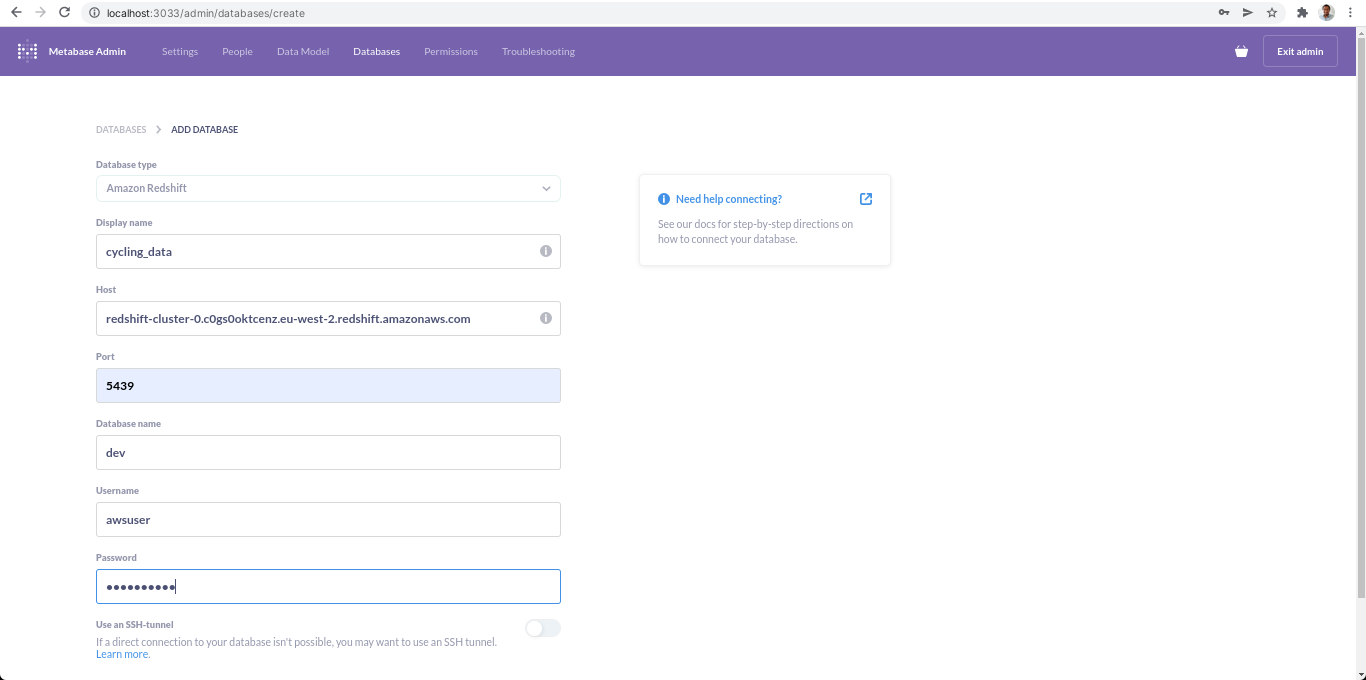 localhost:3033/admin/databases/create
Metabase Admin Settings People Data Model Databases Permissions Troubleshooting Exit admin
DATABASES > ADD DATABASE
Database type
Amazon Redshift
Need help connecting?
See our docs for step-by-step directions on
how to connect your database.
Display name
cycling_data
Host
redshift-cluster-0.c0gs0oktcenz.eu-west-2.redshift.amazonaws.com
Port
5439
Database name
dev
Username
awsuser
Password
••••••••••
Use an SSH-tunnel
If a direct connection to your database isn't possible, you may want to use an SSH tunnel.
Learn more.